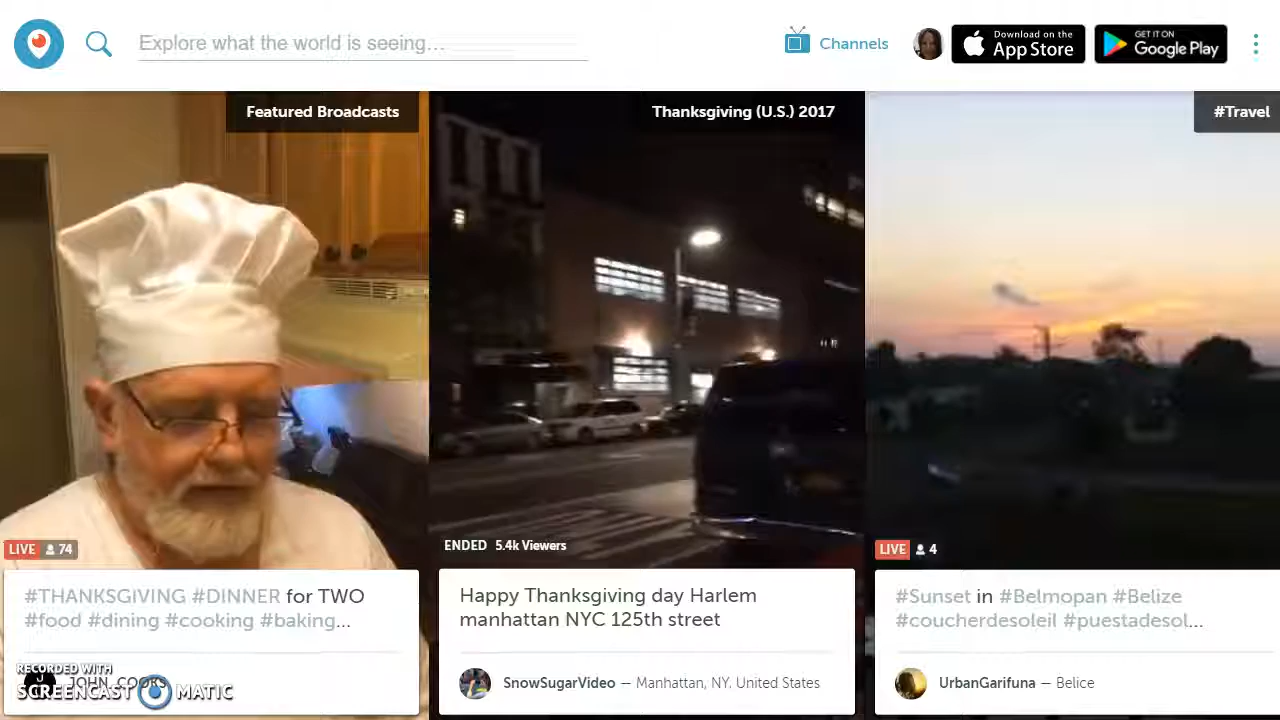 Explore what the world is seeing...
Channels
Download on the
App Store
GET IT ON
Google Play
Featured Broadcasts
Thanksgiving (U.S.) 2017
#Travel
LIVE 74
ENDED 5.4k Viewers
LIVE 4
#THANKSGIVING #DINNER for TWO
#food #dining #cooking #baking...
JOHN_COOKS
Happy Thanksgiving day Harlem
manhattan NYC 125th street
SnowSugarVideo — Manhattan, NY, United States
#Sunset in #Belmopan #Belize
#coucherdesoleil #puestadesol...
UrbanGarifuna — Belice
RECORDED WITH
SCREENCAST MATIC